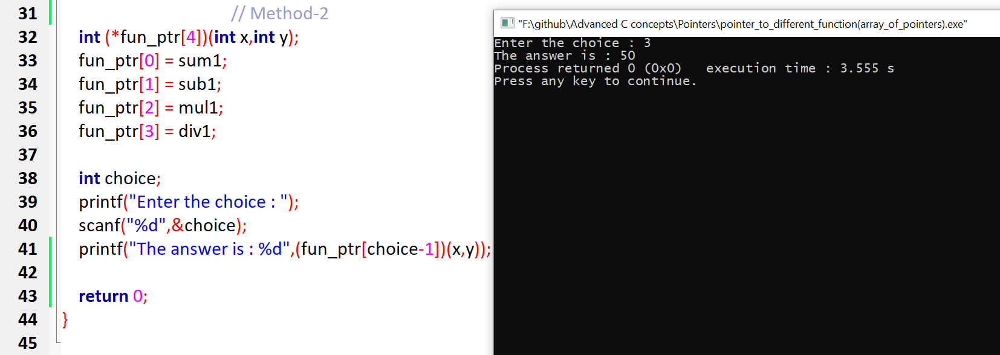 31 // Method-2
32 int (*fun_ptr[4])(int x,int y);
33 fun_ptr[0] = sum1;
34 fun_ptr[1] = sub1;
35 fun_ptr[2] = mul1;
36 fun_ptr[3] = div1;
37
38 int choice;
39 printf("Enter the choice : ");
40 scanf("%d",&choice);
41 printf("The answer is : %d",(fun_ptr[choice-1])(x,y));
42
43 return 0;
44 }
45
"F:\github\Advanced C concepts\Pointers\pointer_to_different_function(array_of_pointers).exe"
Enter the choice : 3
The answer is : 50
Process returned 0 (0x0)   execution time : 3.555 s
Press any key to continue.